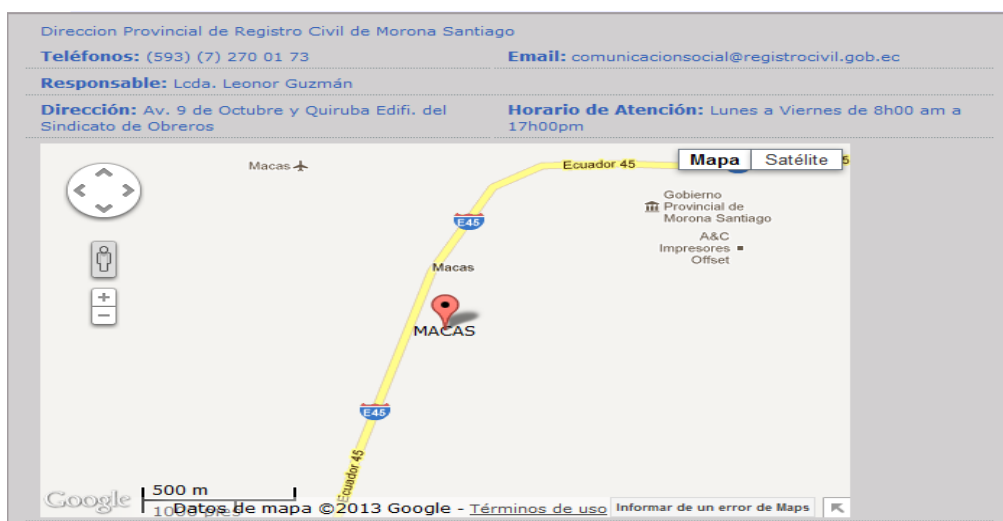 Direccion Provincial de Registro Civil de Morona Santiago
Teléfonos: (593) (7) 270 01 73
Email: comunicacionsocial@registrocivil.gob.ec
Responsable: Lcda. Leonor Guzmán
Dirección: Av. 9 de Octubre y Quiruba Edifi. del
Sindicato de Obreros
Horario de Atención: Lunes a Viernes de 8h00 am a
17h00pm
Macas
Ecuador 45
Mapa
Satélite
5
Gobierno
Provincial de
Morona Santiago
E45
A&C
Impresores
Offset
Macas
MACAS
E45
Ecuador 45
Google
500 m
1000 pies
Datos de mapa ©2013 Google - Términos de uso
Informar de un error de Maps